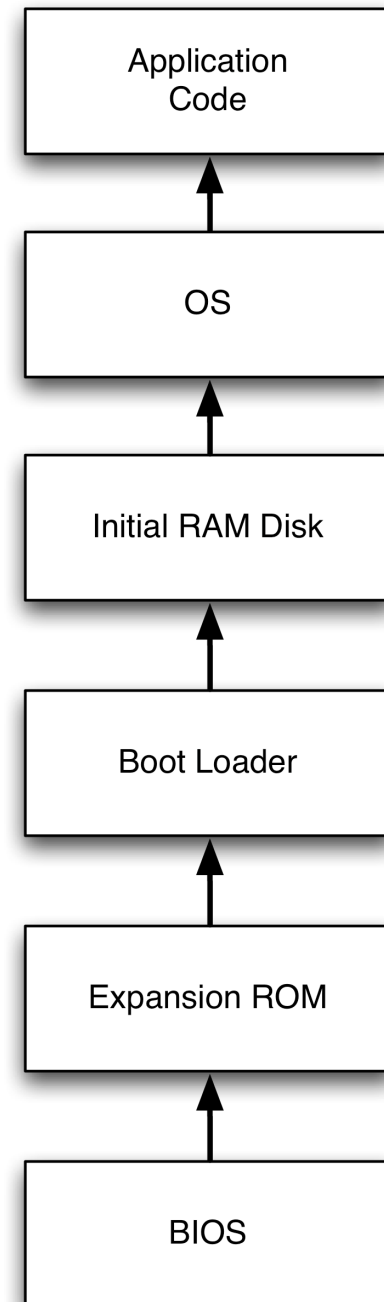 Application
Code
OS
Initial RAM Disk
Boot Loader
Expansion ROM
BIOS